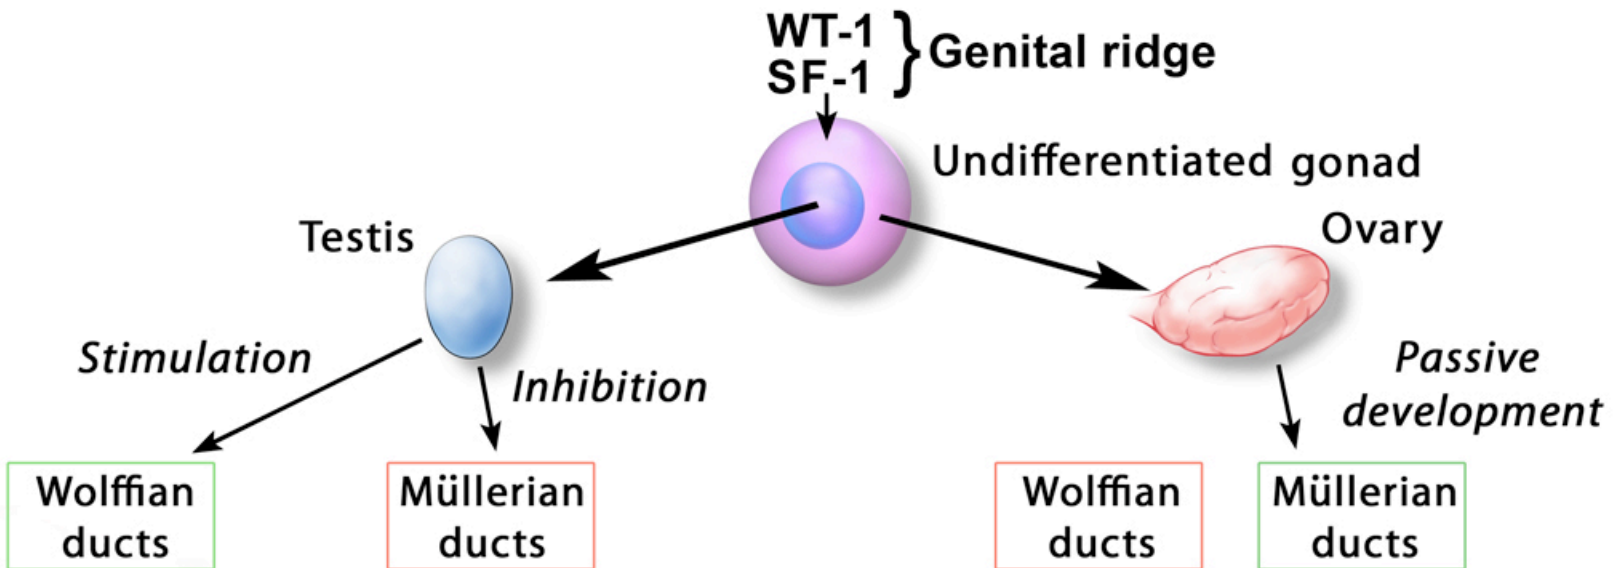 WT-1
SF-1
} Genital ridge
Undifferentiated gonad
Testis
Ovary
Stimulation
Inhibition
Passive
development
Wolffian
ducts
Müllerian
ducts
Wolffian
ducts
Müllerian
ducts